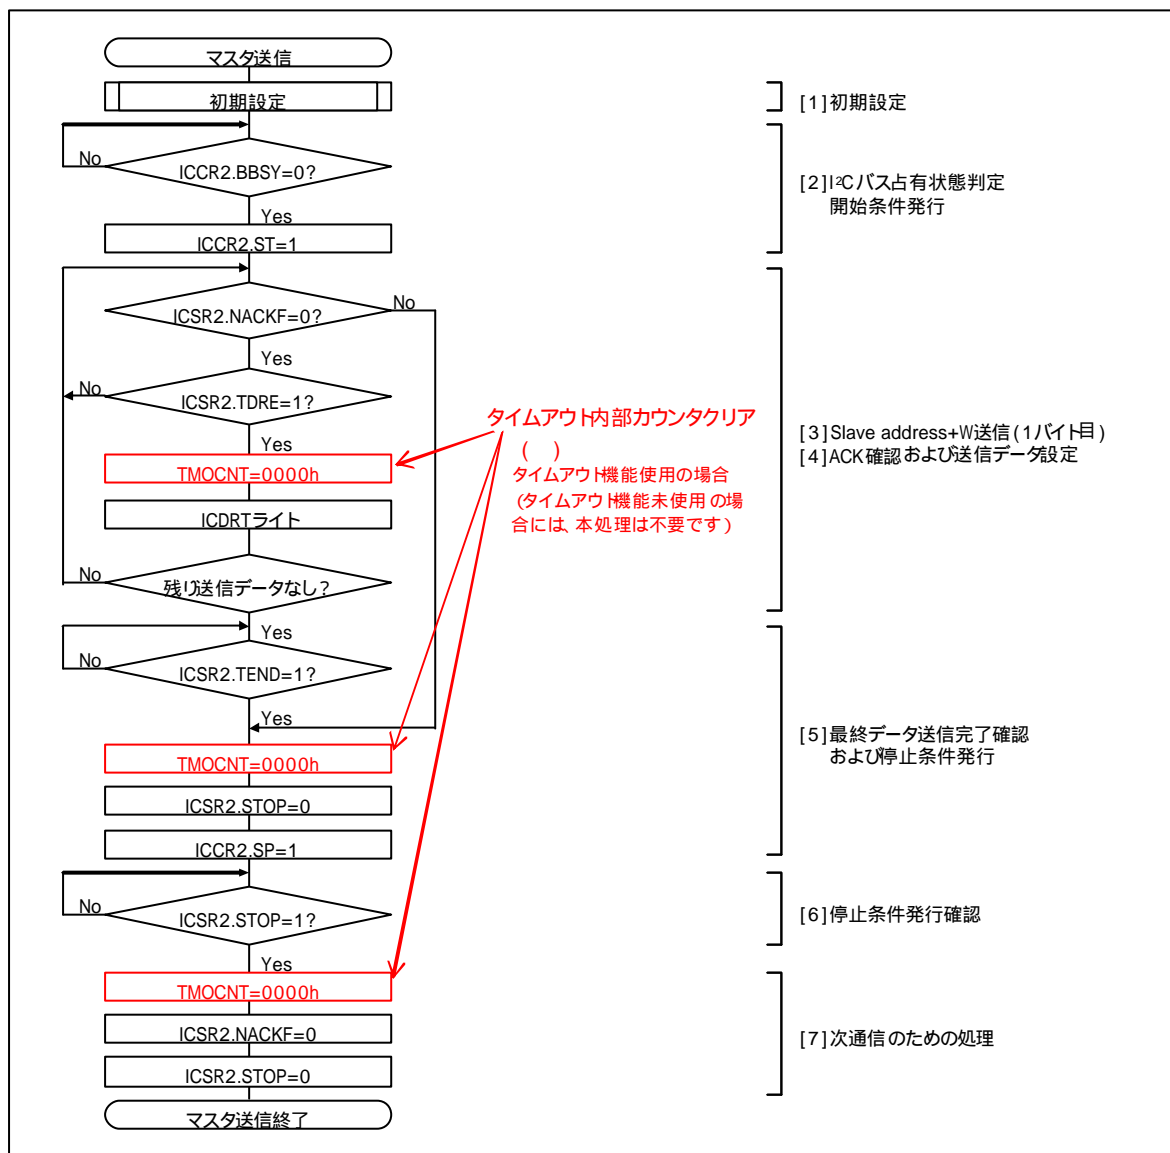 マスタ送信
初期設定
[1]初期設定
No
ICCR2.BBSY=0?
Yes
ICCR2.ST=1
[2]I²Cバス占有状態判定
開始条件発行
ICSR2.NACKF=0?
No
Yes
No
ICSR2.TDRE=1?
Yes
TMOCNT=0000h
ICDRTライト
No
残り送信データなし?
Yes
タイムアウト内部カウンタクリア
(　)
タイムアウト機能使用の場合
(タイムアウト機能未使用の場
合には、本処理は不要です)
[3]Slave address+W送信(1バイト目)
[4]ACK確認および送信データ設定
No
ICSR2.TEND=1?
Yes
TMOCNT=0000h
ICSR2.STOP=0
ICCR2.SP=1
[5]最終データ送信完了確認
および停止条件発行
No
ICSR2.STOP=1?
Yes
[6]停止条件発行確認
TMOCNT=0000h
ICSR2.NACKF=0
ICSR2.STOP=0
[7]次通信のための処理
マスタ送信終了